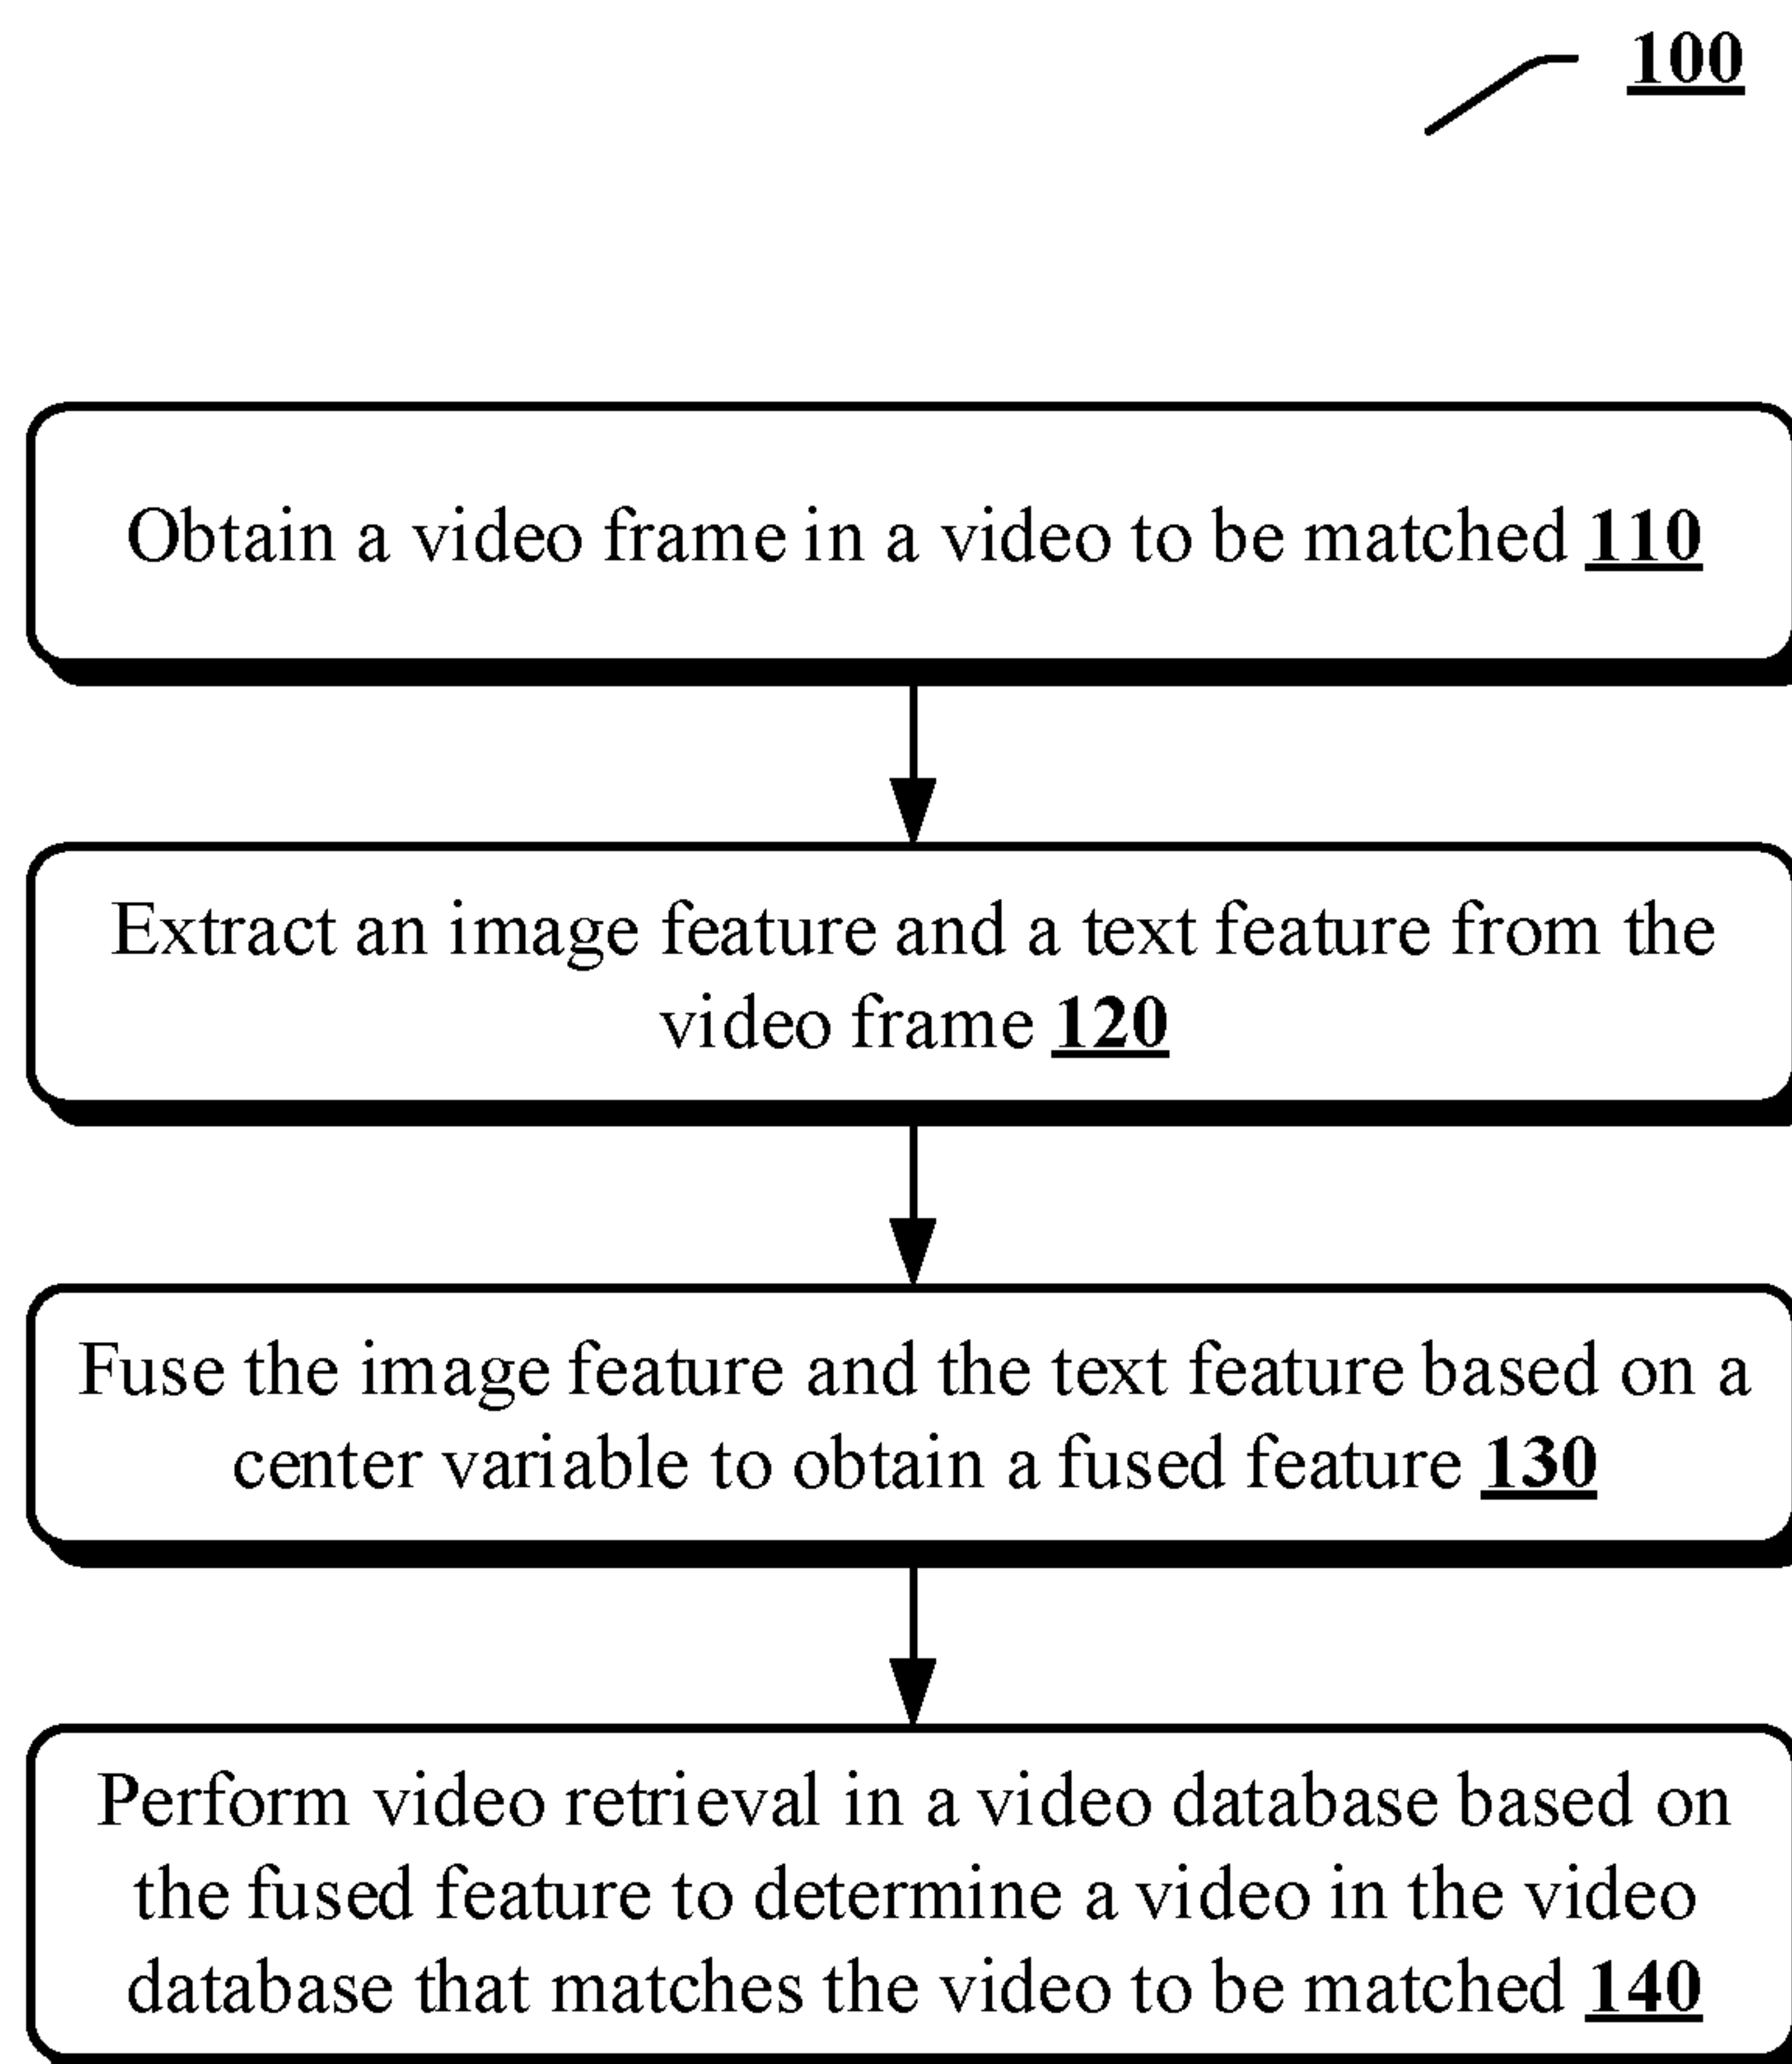 100
Obtain a video frame in a video to be matched 110
Extract an image feature and a text feature from the
video frame 120
Fuse the image feature and the text feature based on a
center variable to obtain a fused feature 130
Perform video retrieval in a video database based on
the fused feature to determine a video in the video
database that matches the video to be matched 140